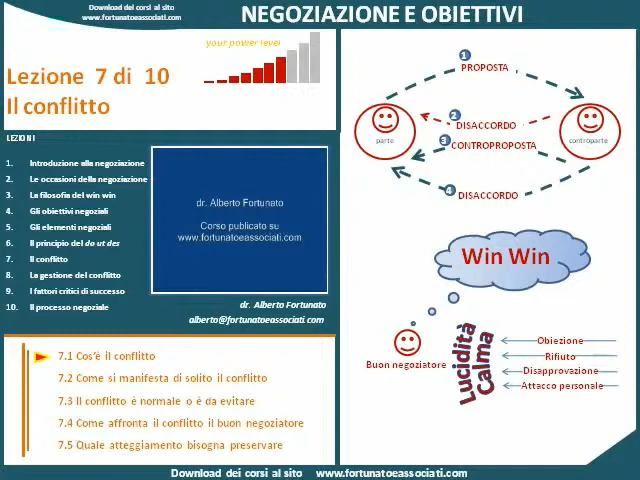 Download dei corsi al sito
www.fortunatoeassociati.com
NEGOZIAZIONE E OBIETTIVI
your power level
Lezione 7 di 10
Il conflitto
LEZIONI
1. Introduzione alla negoziazione
2. Le occasioni della negoziazione
3. La filosofia del win win
4. Gli obiettivi negoziali
5. Gli elementi negoziali
6. Il principio del do ut des
7. Il conflitto
8. La gestione del conflitto
9. I fattori critici di successo
10. Il processo negoziale
dr. Alberto Fortunato
Corso publicato su
www.fortunatoeassociati.com
dr. Alberto Fortunato
alberto@fortunatoeassociati.com
7.1 Cos'è il conflitto
7.2 Come si manifesta di solito il conflitto
7.3 Il conflitto è normale o è da evitare
7.4 Come affronta il conflitto il buon negoziatore
7.5 Quale atteggiamento bisogna preservare
1
PROPOSTA
2
DISACCORDO
3
CONTROPROPOSTA
4
DISACCORDO
parte
controparte
Win Win
Buon negoziatore
Lucidità
Calma
Obiezione
Rifiuto
Disapprovazione
Attacco personale
Download dei corsi al sito www.fortunatoeassociati.com